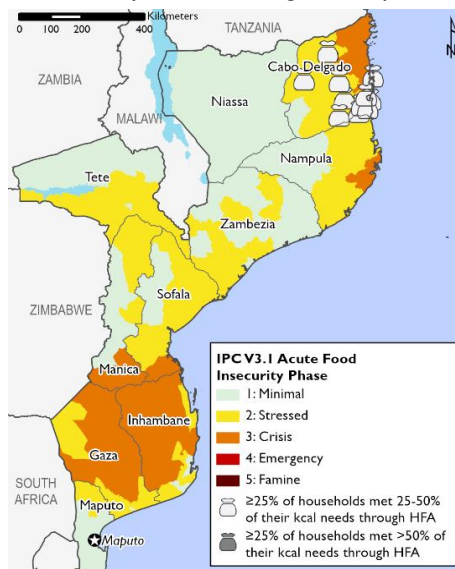 0 100 200 400
Kilometers
TANZANIA
ZAMBIA
Cabo Delgado
Niassa
MALAWI
Nampula
Tete
Zambezia
ZIMBABWE
Sofala
Manica
Inhambane
Gaza
SOUTH
AFRICA
Maputo
Maputo
IPC V3.1 Acute Food
Insecurity Phase
1: Minimal
2: Stressed
3: Crisis
4: Emergency
5: Famine
≥25% of households met 25-50%
of their kcal needs through HFA
≥25% of households met >50% of
their kcal needs through HFA